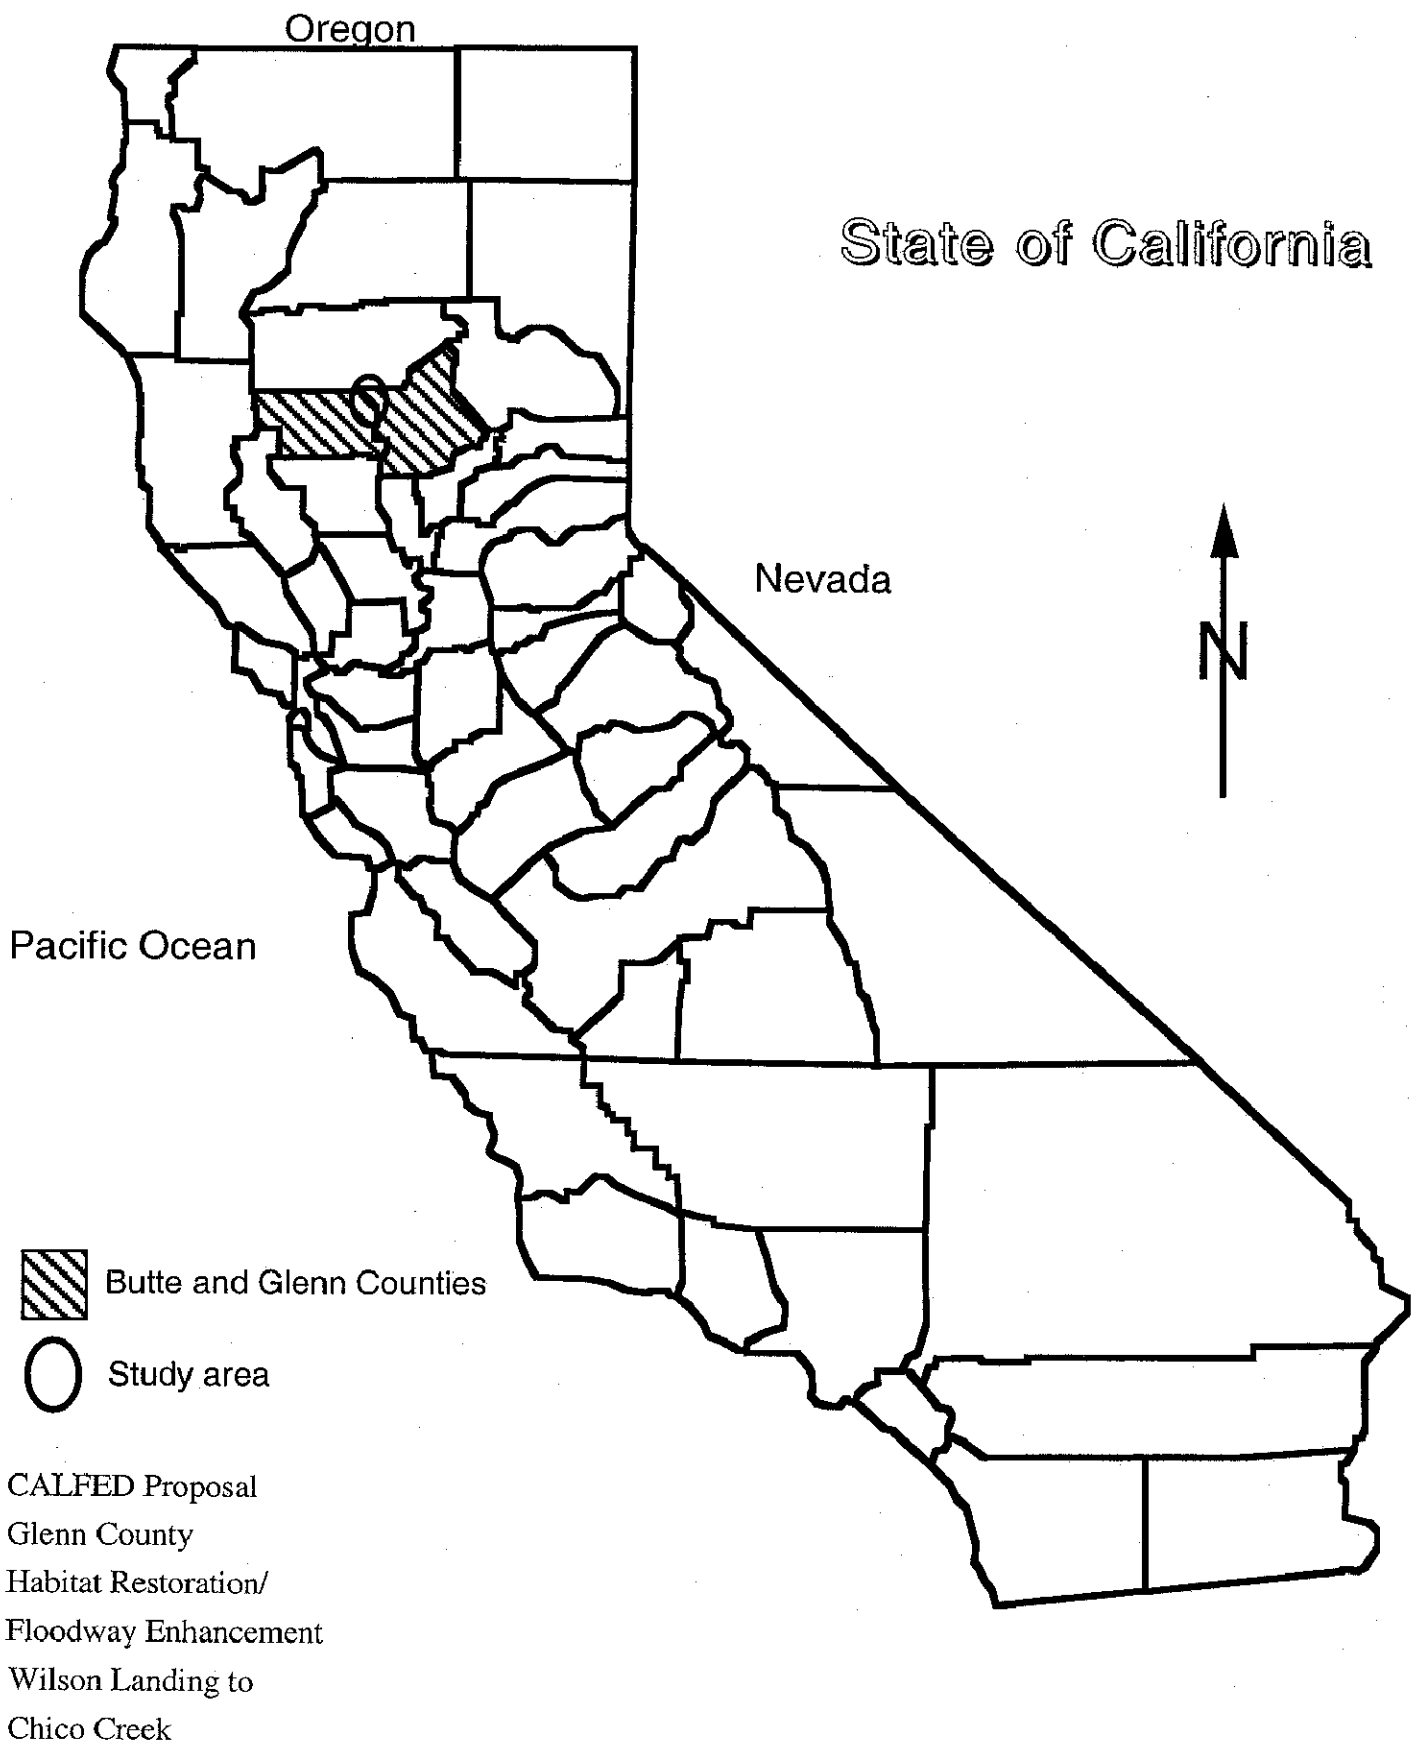 Oregon
State of California
Nevada
N
Pacific Ocean
Butte and Glenn Counties
Study area
CALFED Proposal
Glenn County
Habitat Restoration/
Floodway Enhancement
Wilson Landing to
Chico Creek